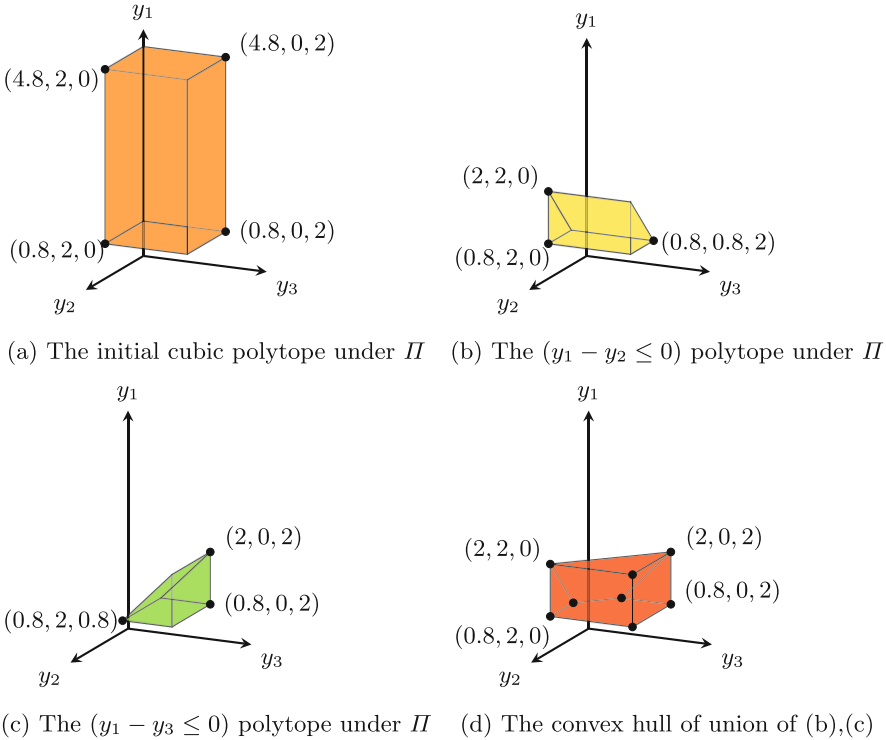 y₁
(4.8, 0, 2)
(4.8, 2, 0)
(0.8, 0, 2)
(0.8, 2, 0)
y₃
y₂
(a) The initial cubic polytope under Π
y₁
(2, 2, 0)
(0.8, 0.8, 2)
(0.8, 2, 0)
y₃
y₂
(b) The (y₁ − y₂ ≤ 0) polytope under Π
y₁
(2, 0, 2)
(0.8, 0, 2)
(0.8, 2, 0.8)
y₃
y₂
(c) The (y₁ − y₃ ≤ 0) polytope under Π
y₁
(2, 0, 2)
(2, 2, 0)
(0.8, 0, 2)
(0.8, 2, 0)
y₃
y₂
(d) The convex hull of union of (b),(c)